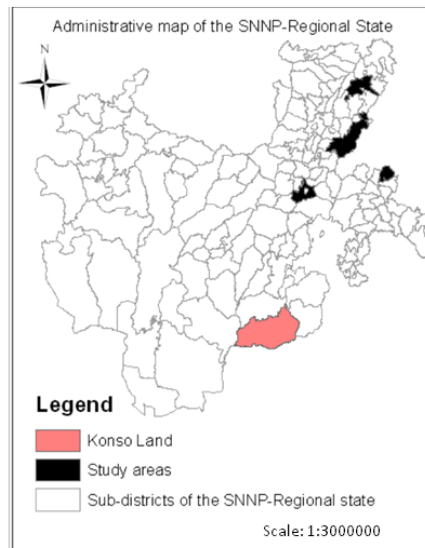 Administrative map of the SNNP-Regional State
N
Legend
Konso Land
Study areas
Sub-districts of the SNNP-Regional state
Scale: 1:3000000